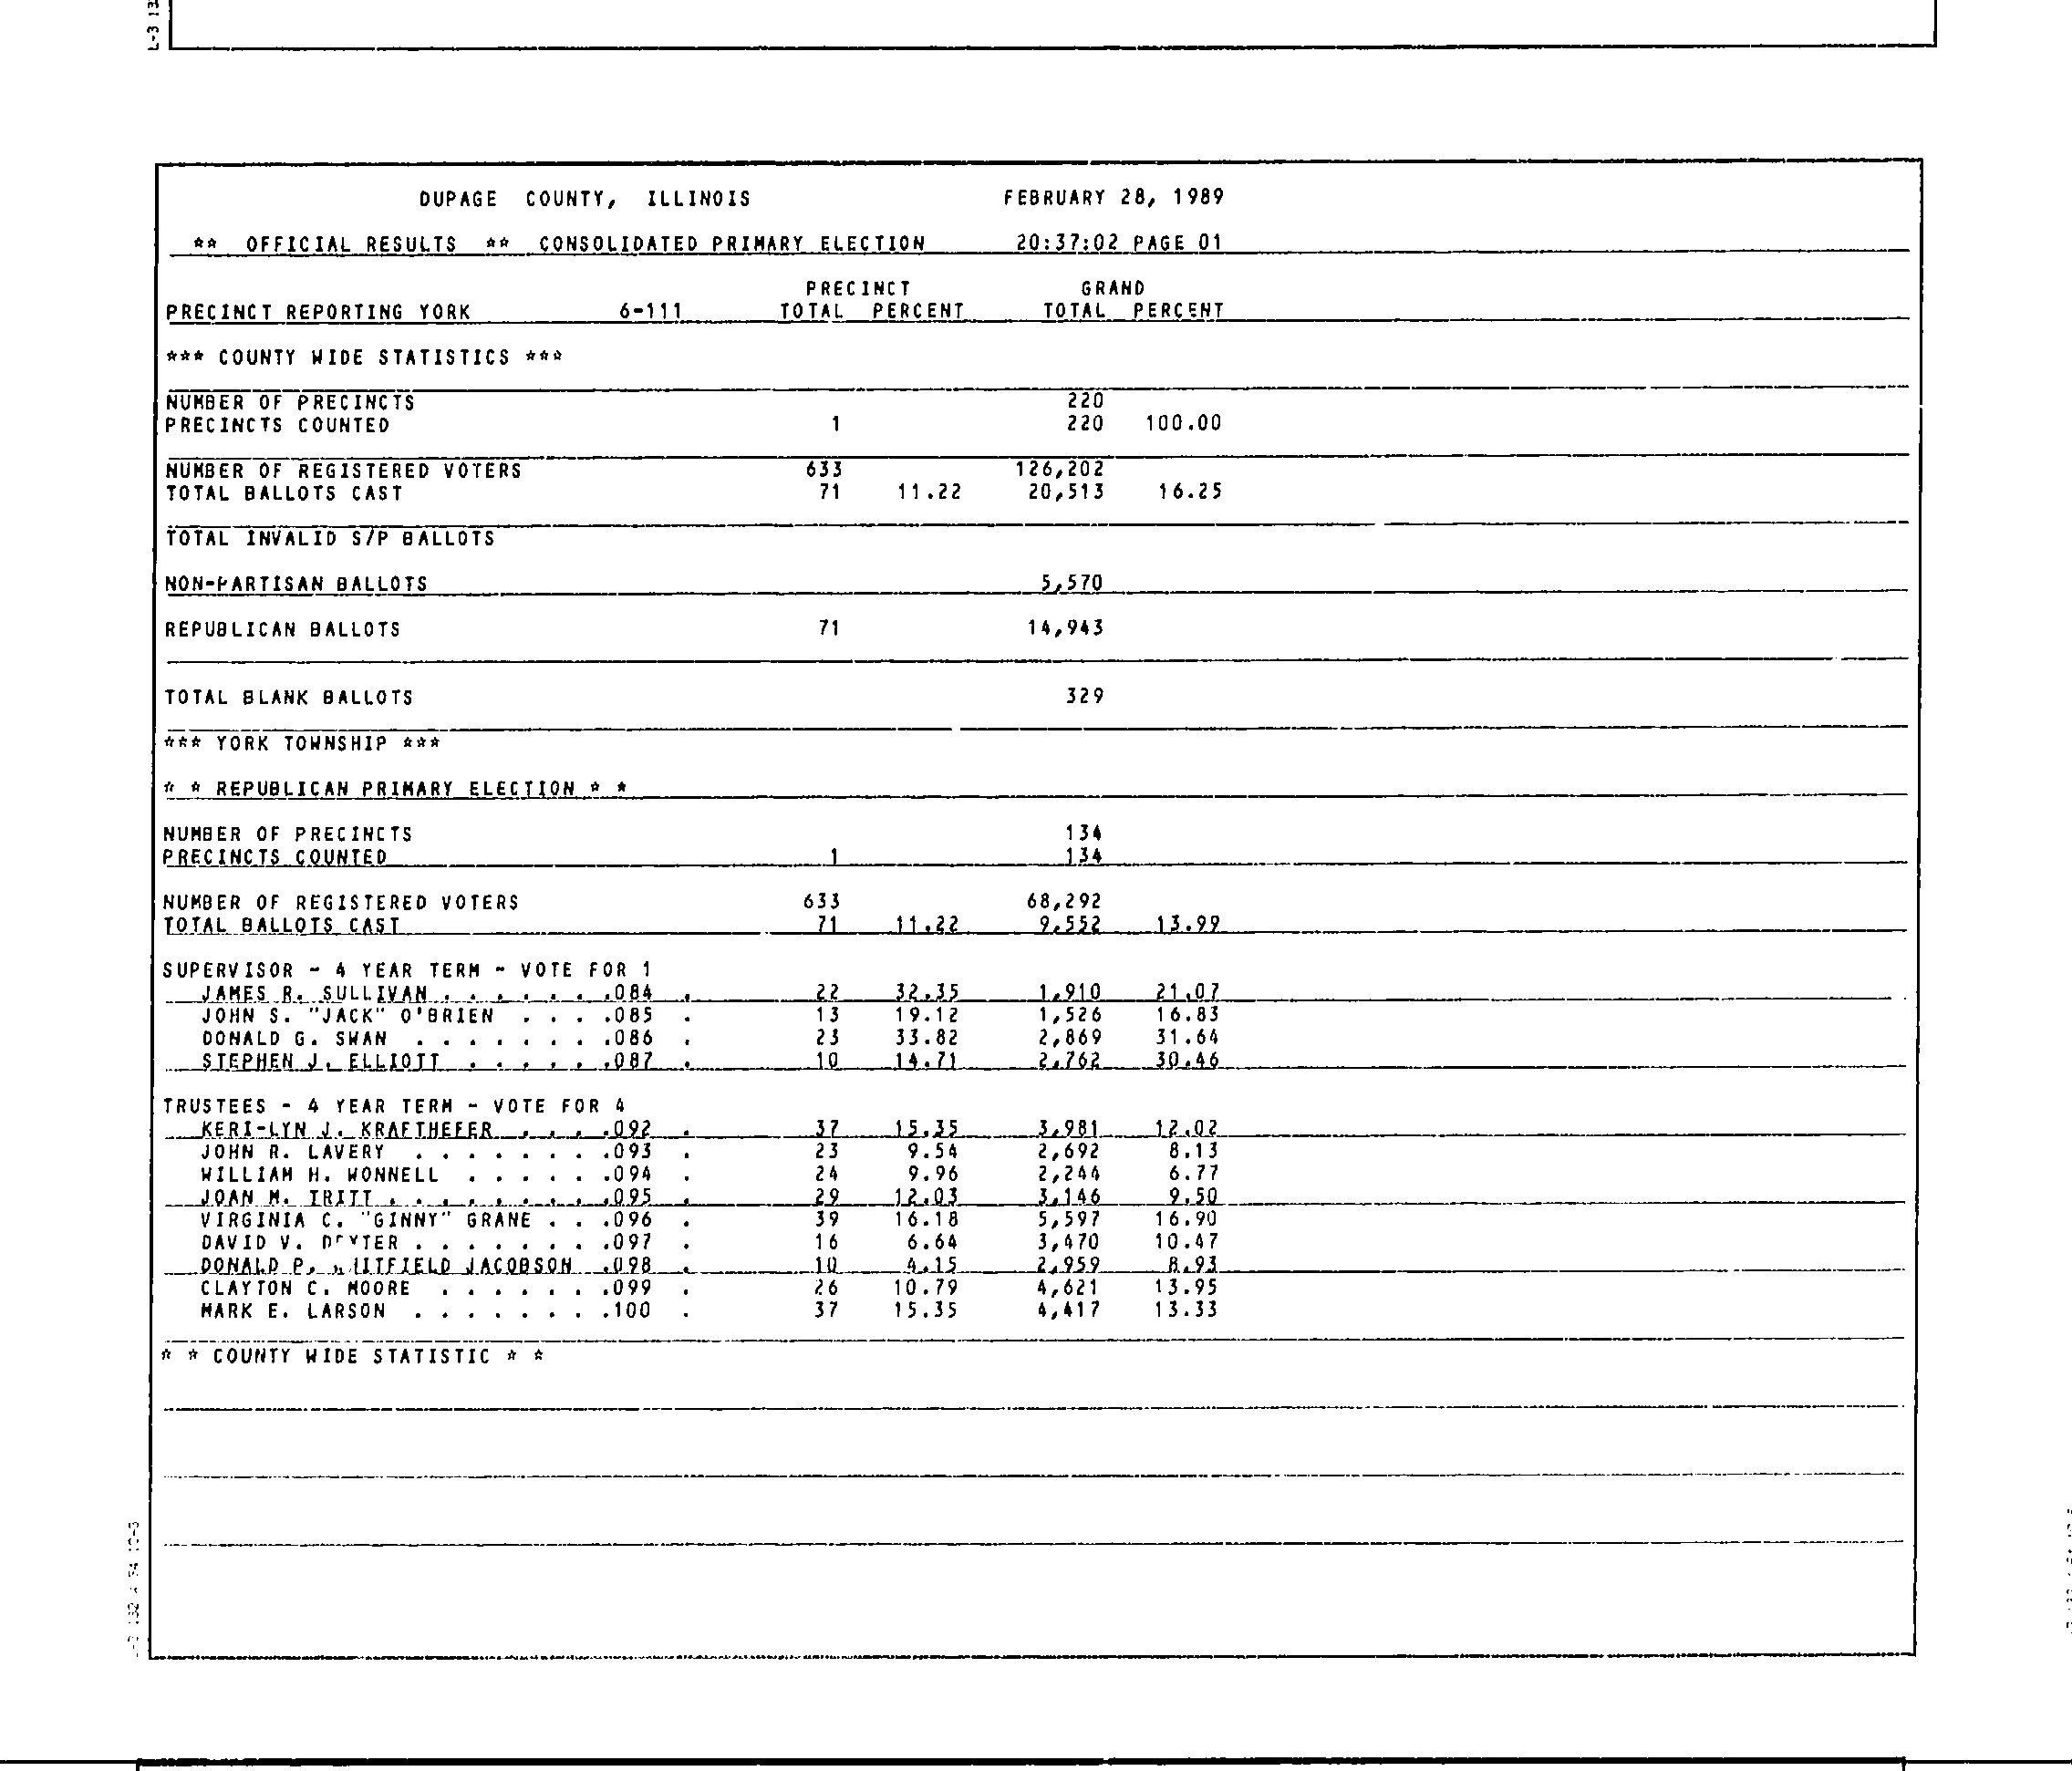 L-3 13
DUPAGE COUNTY, ILLINOIS FEBRUARY 28, 1989
** OFFICIAL RESULTS ** CONSOLIDATED PRIMARY ELECTION 20:37:02 PAGE 01
PRECINCT GRAND
PRECINCT REPORTING YORK 6-111 TOTAL PERCENT TOTAL PERCENT
*** COUNTY WIDE STATISTICS ***
NUMBER OF PRECINCTS 220
PRECINCTS COUNTED 1 220 100.00
NUMBER OF REGISTERED VOTERS 633 126,202
TOTAL BALLOTS CAST 71 11.22 20,513 16.25
TOTAL INVALID S/P BALLOTS
NON-PARTISAN BALLOTS 5,570
REPUBLICAN BALLOTS 71 14,943
TOTAL BLANK BALLOTS 329
*** YORK TOWNSHIP ***
* * REPUBLICAN PRIMARY ELECTION * *
NUMBER OF PRECINCTS 134
PRECINCTS COUNTED 1 134
NUMBER OF REGISTERED VOTERS 633 68,292
TOTAL BALLOTS CAST 71 11.22 9,552 13.99
SUPERVISOR - 4 YEAR TERM - VOTE FOR 1
JAMES R. SULLIVAN . . . . . . .084 . 22 32.35 1,910 21.07
JOHN S. "JACK" O'BRIEN . . . .085 . 13 19.12 1,526 16.83
DONALD G. SWAN . . . . . . . .086 . 23 33.82 2,869 31.64
STEPHEN J. ELLIOTT . . . . . .087 . 10 14.71 2,762 30.46
TRUSTEES - 4 YEAR TERM - VOTE FOR 4
KERI-LYN J. KRAFTHEFER . . . .092 . 37 15.35 3,981 12.02
JOHN R. LAVERY . . . . . . . .093 . 23 9.54 2,692 8.13
WILLIAM H. WONNELL . . . . . .094 . 24 9.96 2,244 6.77
JOAN M. TRITT . . . . . . . . .095 . 29 12.03 3,146 9.50
VIRGINIA C. "GINNY" GRANE . . .096 . 39 16.18 5,597 16.90
DAVID V. . . . . . . . .097 . 16 6.64 3,470 10.47
DONALD P. JACOBSON .098 . 10 4.15 2,959 8.93
CLAYTON C. MOORE . . . . . . .099 . 26 10.79 4,621 13.95
MARK E. LARSON . . . . . . . .100 . 37 15.35 4,417 13.33
* * COUNTY WIDE STATISTIC * *